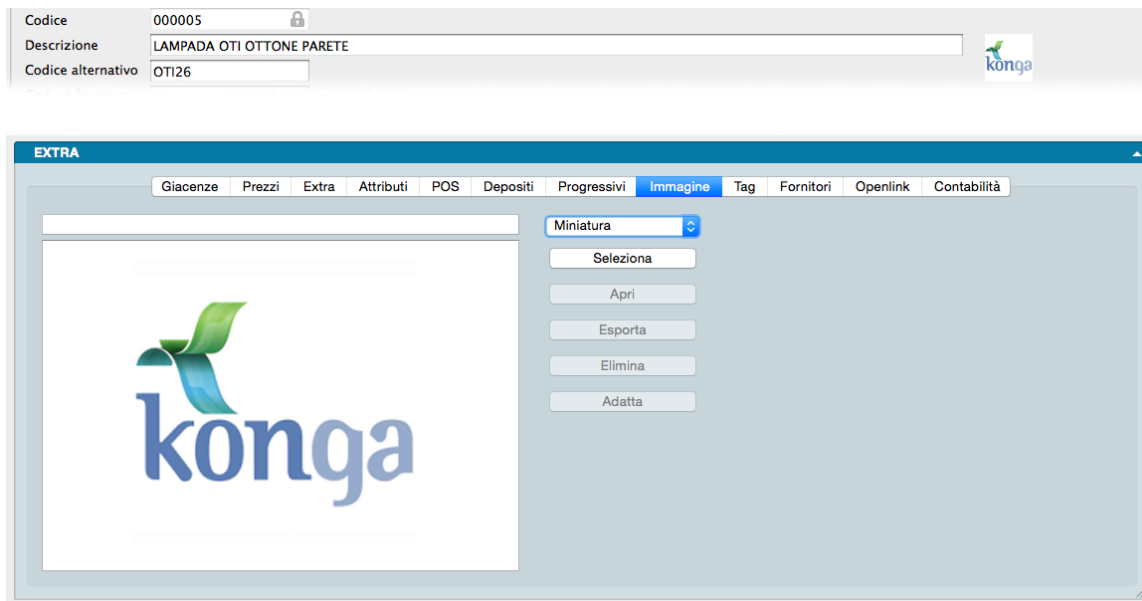 Codice 000005
Descrizione LAMPADA OTI OTTONE PARETE
konga
Codice alternativo OTI26
EXTRA
Giacenze Prezzi Extra Attributi POS Depositi Progressivi Immagine Tag Fornitori Openlink Contabilità
Miniatura
Seleziona
Apri
Esporta
Elimina
Adatta
konga